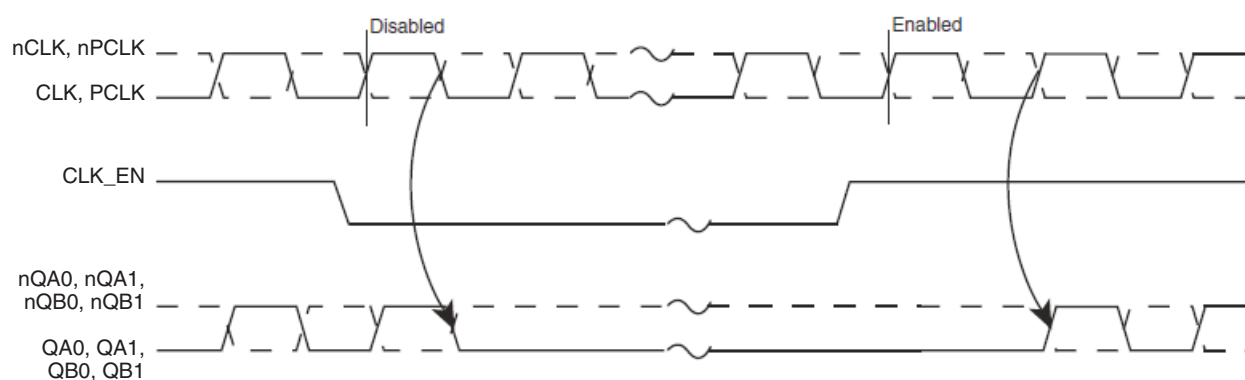 Disabled
Enabled
nCLK, nPCLK
CLK, PCLK
CLK_EN
nQA0, nQA1,
nQB0, nQB1
QA0, QA1,
QB0, QB1